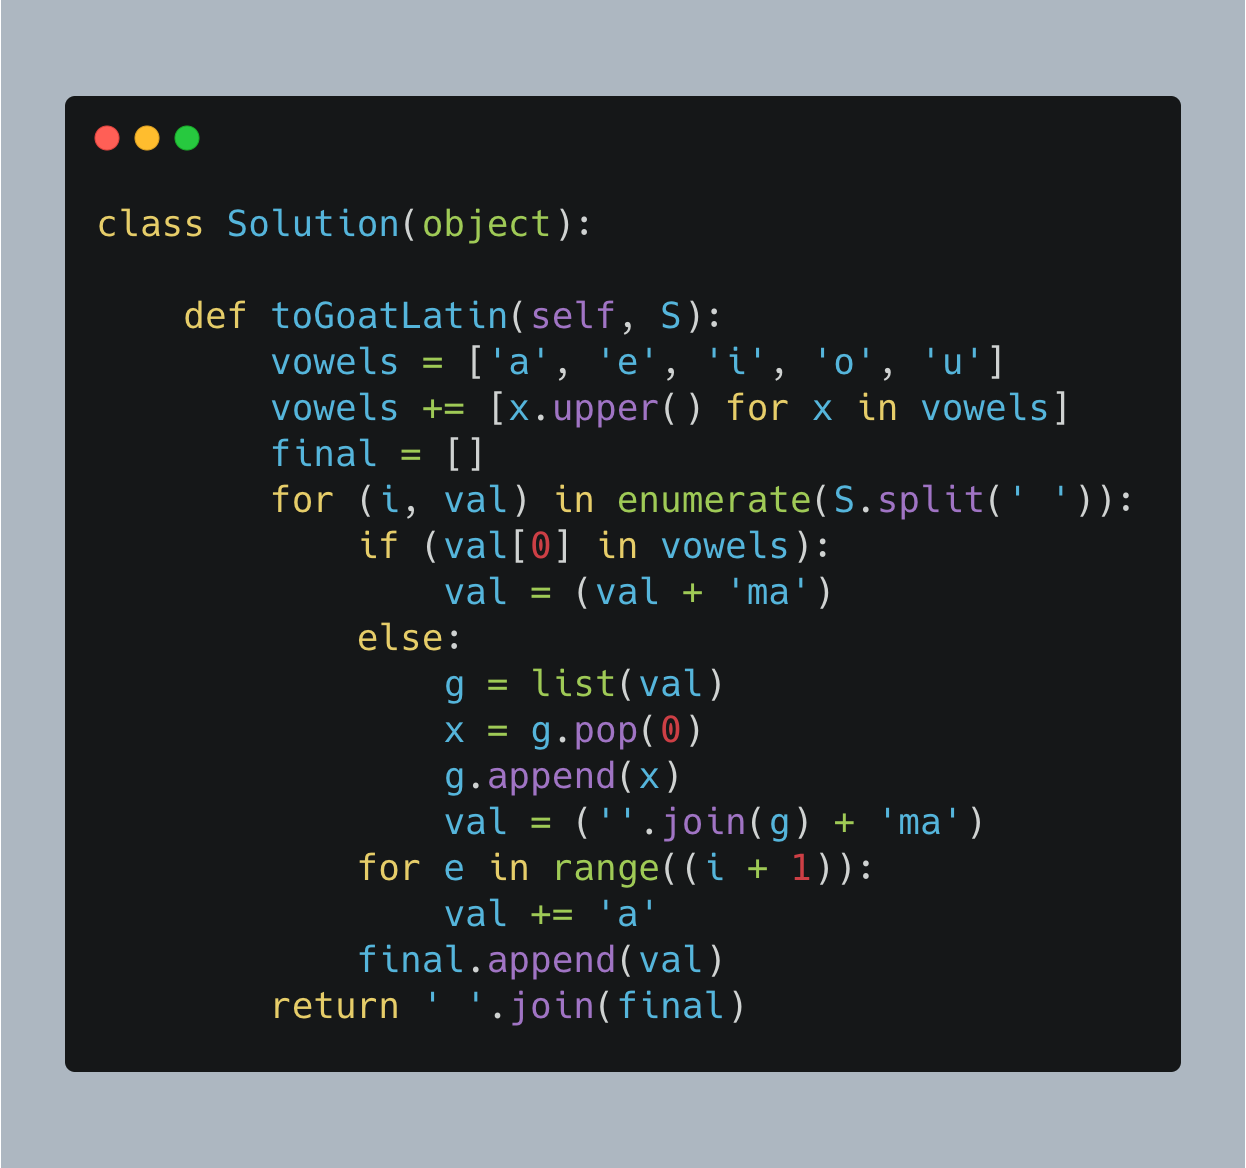 class Solution(object):

    def toGoatLatin(self, S):
        vowels = ['a', 'e', 'i', 'o', 'u']
        vowels += [x.upper() for x in vowels]
        final = []
        for (i, val) in enumerate(S.split(' ')):
            if (val[0] in vowels):
                val = (val + 'ma')
            else:
                g = list(val)
                x = g.pop(0)
                g.append(x)
                val = (''.join(g) + 'ma')
            for e in range((i + 1)):
                val += 'a'
            final.append(val)
        return ' '.join(final)